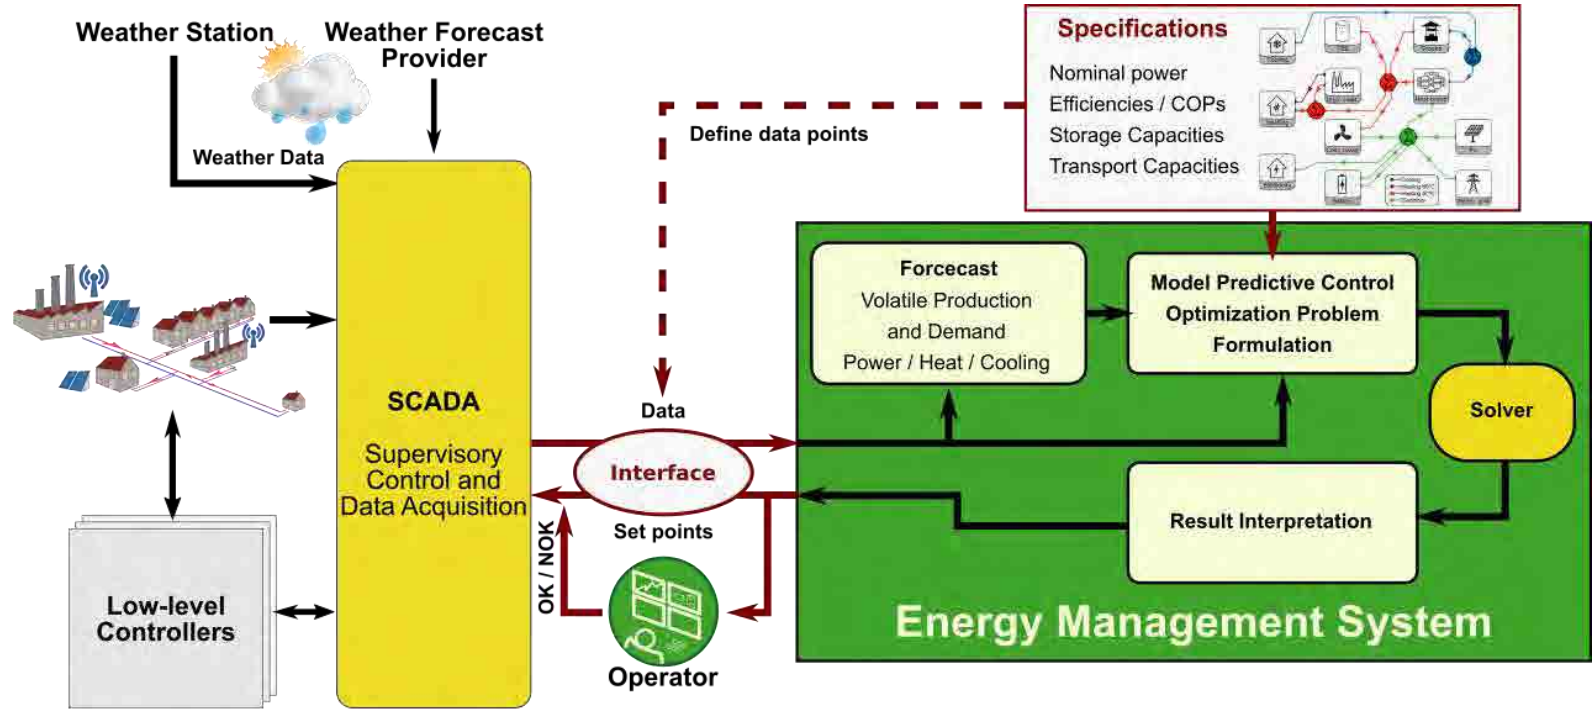 Weather Station
Weather Forecast
Provider
Weather Data
Specifications
Nominal power
Efficiencies / COPs
Storage Capacities
Transport Capacities
Define data points
SCADA
Supervisory
Control and
Data Acquisition
Low-level
Controllers
Data
Interface
Set points
OK / NOK
Operator
Forcecast
Volatile Production
and Demand
Power / Heat / Cooling
Model Predictive Control
Optimization Problem
Formulation
Solver
Result Interpretation
Energy Management System